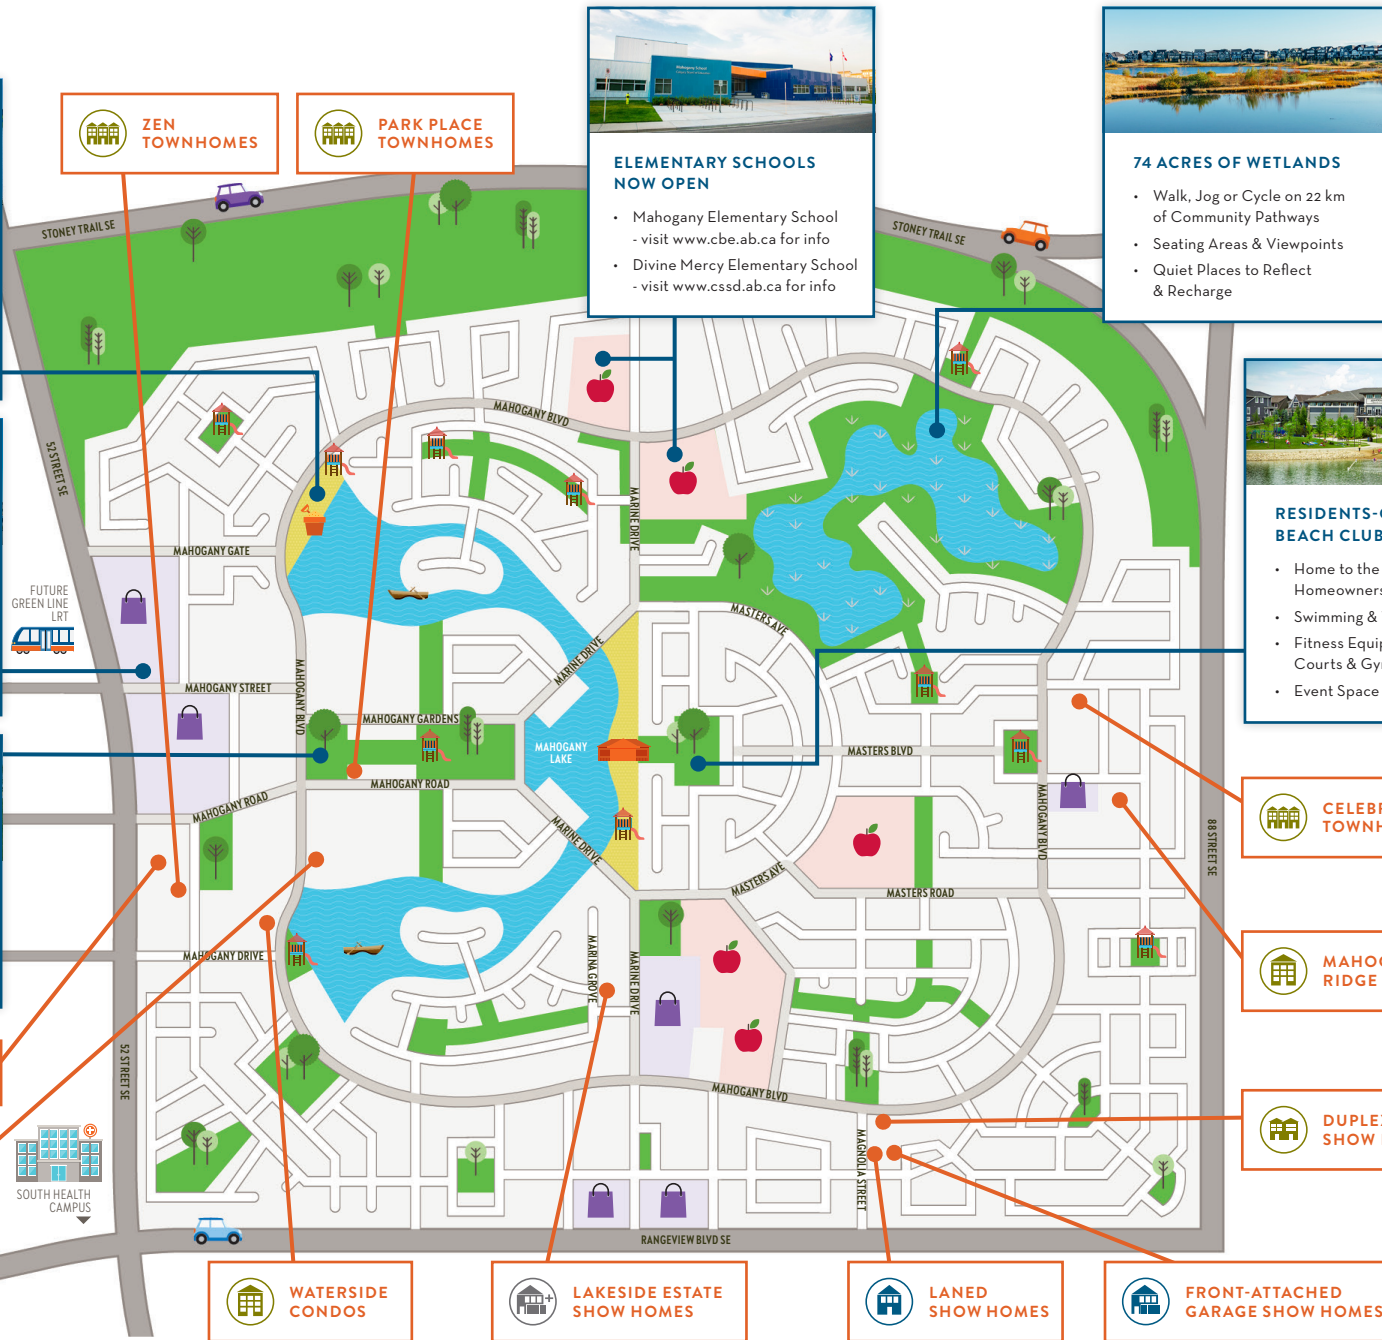 ZEN
TOWNHOMES
PARK PLACE
TOWNHOMES
Mahogany School
ELEMENTARY SCHOOLS
NOW OPEN
• Mahogany Elementary School
- visit www.cbe.ab.ca for info
• Divine Mercy Elementary School
- visit www.cssd.ab.ca for info
74 ACRES OF WETLANDS
• Walk, Jog or Cycle on 22 km
of Community Pathways
• Seating Areas & Viewpoints
• Quiet Places to Reflect
& Recharge
STONEY TRAIL SE
STONEY TRAIL SE
52 STREET SE
MAHOGANY BLVD
MARINE DRIVE
MAHOGANY GATE
FUTURE
GREEN LINE
LRT
RESIDENTS-
BEACH CLUB
• Home to the
Homeowners
• Swimming &
• Fitness Equip
Courts & Gy
• Event Space
MASTERS AVE
MARINE DRIVE
MAHOGANY STREET
MAHOGANY BLVD
MAHOGANY GARDENS
MAHOGANY
LAKE
MASTERS BLVD
MAHOGANY ROAD
MAHOGANY ROAD
MAHOGANY BLVD
MARINE DRIVE
88 STREET SE
CELEB
TOWNH
MASTERS AVE
MASTERS ROAD
MAHOGANY DRIVE
MARINA GROVE
MARINE DRIVE
MAHOG
RIDGE
52 STREET SE
MAHOGANY BLVD
MAGNOLIA STREET
DUPLEX
SHOW
SOUTH HEALTH
CAMPUS
RANGEVIEW BLVD SE
WATERSIDE
CONDOS
LAKESIDE ESTATE
SHOW HOMES
LANED
SHOW HOMES
FRONT-ATTACHED
GARAGE SHOW HOMES